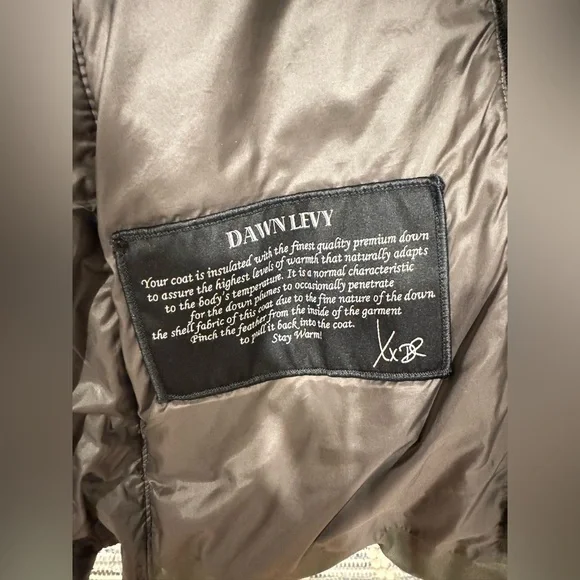 DAWN LEVY
Your coat is insulated with the finest quality premium down
to assure the highest levels of warmth that naturally adapts
to the body's temperature. It is a normal characteristic
for the down plumes to occasionally penetrate
the shell fabric of this coat due to the fine nature of the down.
Pinch the feather from the inside of the garment
to pull it back into the coat.
Stay Warm!